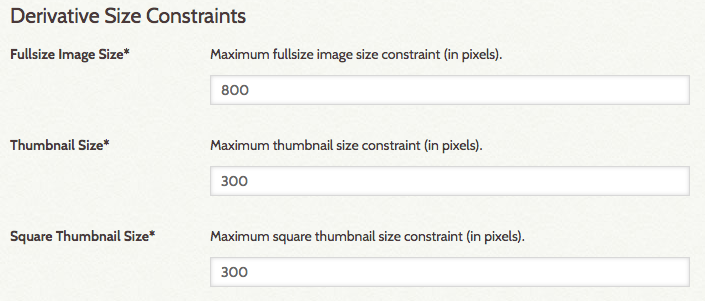 Derivative Size Constraints
Fullsize Image Size* Maximum fullsize image size constraint (in pixels).
800
Thumbnail Size* Maximum thumbnail size constraint (in pixels).
300
Square Thumbnail Size* Maximum square thumbnail size constraint (in pixels).
300